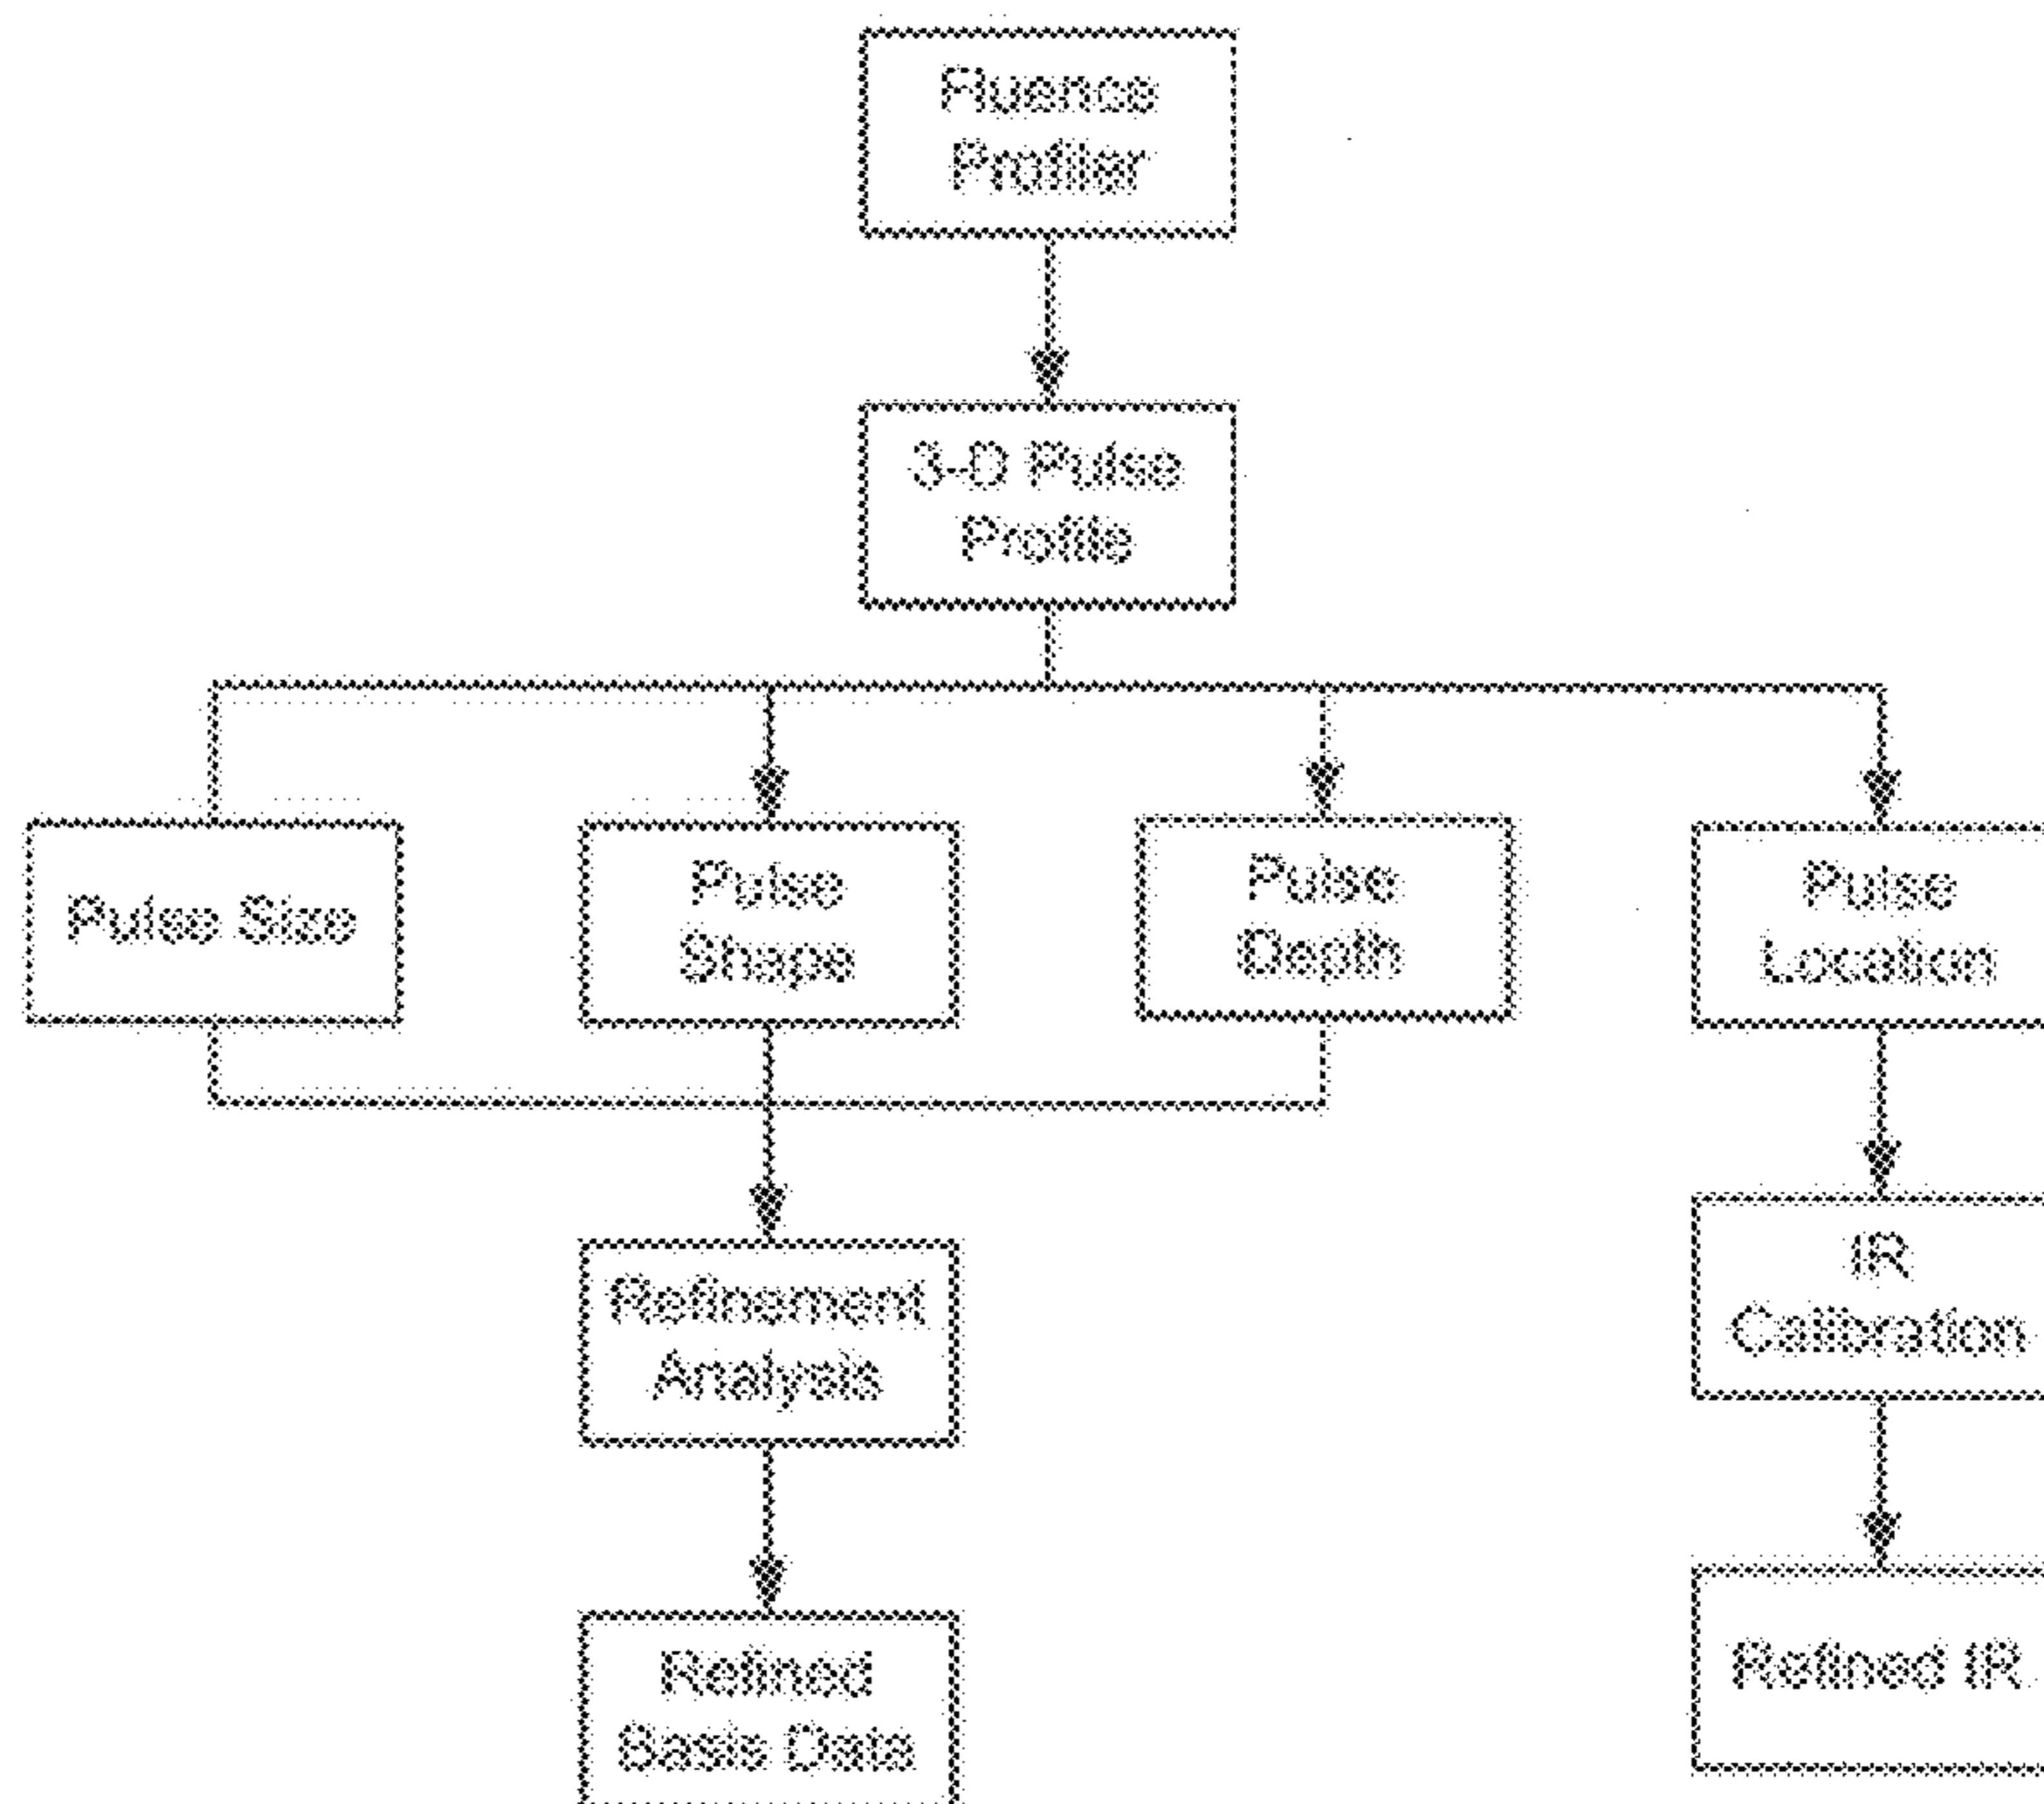 Fluence
Profiler
3-D Pulse
Profile
Pulse Size
Pulse
Shape
Pulse
Depth
Pulse
Location
Refinement
Analysis
IR
Calibration
Refined
Basis Data
Refined IR